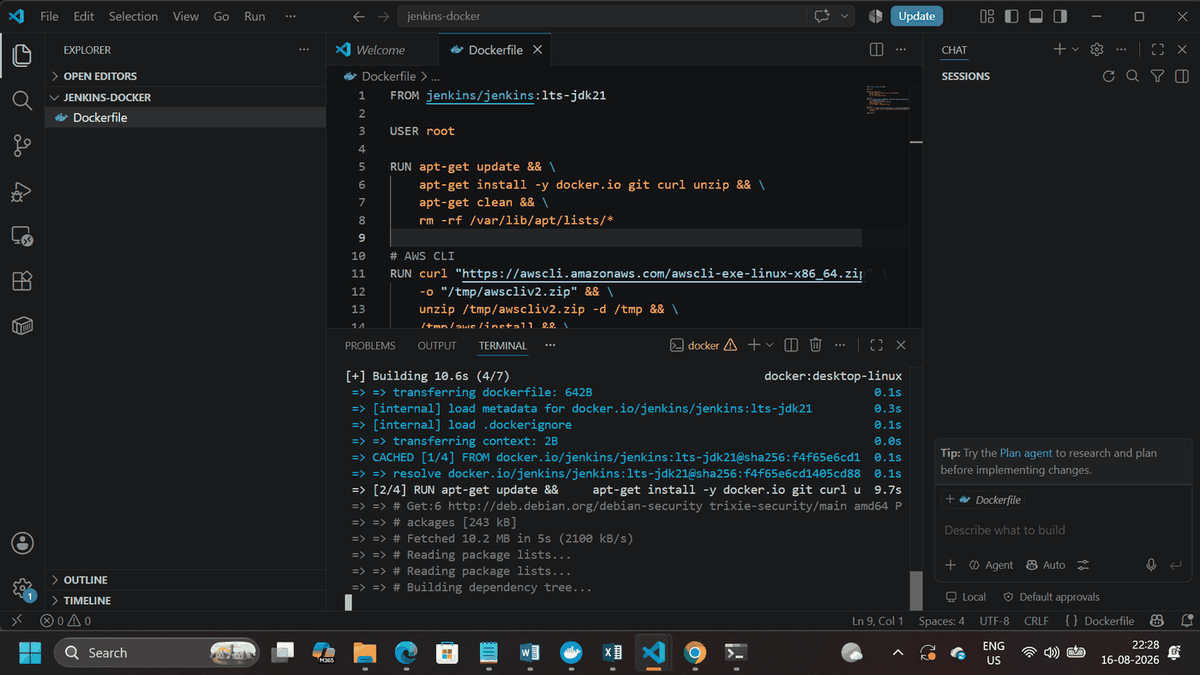 File Edit Selection View Go Run ··· jenkins-docker Update
EXPLORER ···
OPEN EDITORS
JENKINS-DOCKER
Dockerfile
OUTLINE
TIMELINE
Welcome Dockerfile
Dockerfile > ...
1 FROM jenkins/jenkins:lts-jdk21
2
3 USER root
4
5 RUN apt-get update && \
6 apt-get install -y docker.io git curl unzip && \
7 apt-get clean && \
8 rm -rf /var/lib/apt/lists/*
9
10 # AWS CLI
11 RUN curl "https://awscli.amazonaws.com/awscli-exe-linux-x86_64.zip" \
12 -o "/tmp/awscliv2.zip" && \
13 unzip /tmp/awscliv2.zip -d /tmp && \
14 /tmp/aws/install && \
PROBLEMS OUTPUT TERMINAL ··· docker
[+] Building 10.6s (4/7) docker:desktop-linux
=> => transferring dockerfile: 642B 0.1s
=> [internal] load metadata for docker.io/jenkins/jenkins:lts-jdk21 0.3s
=> [internal] load .dockerignore 0.1s
=> => transferring context: 2B 0.0s
=> CACHED [1/4] FROM docker.io/jenkins/jenkins:lts-jdk21@sha256:f4f65e6cd1 0.1s
=> => resolve docker.io/jenkins/jenkins:lts-jdk21@sha256:f4f65e6cd1405cd88 0.1s
=> [2/4] RUN apt-get update && apt-get install -y docker.io git curl u 9.7s
=> => # Get:6 http://deb.debian.org/debian-security trixie-security/main amd64 P
=> => # ackages [243 kB]
=> => # Fetched 10.2 MB in 5s (2100 kB/s)
=> => # Reading package lists...
=> => # Reading package lists...
=> => # Building dependency tree...
CHAT
SESSIONS
Tip: Try the Plan agent to research and plan
before implementing changes.
+ Dockerfile
Describe what to build
Agent Auto
Local Default approvals
1
0 0 Ln 9, Col 1 Spaces: 4 UTF-8 CRLF { } Dockerfile
Search M365 ENG US 22:28 16-08-2026